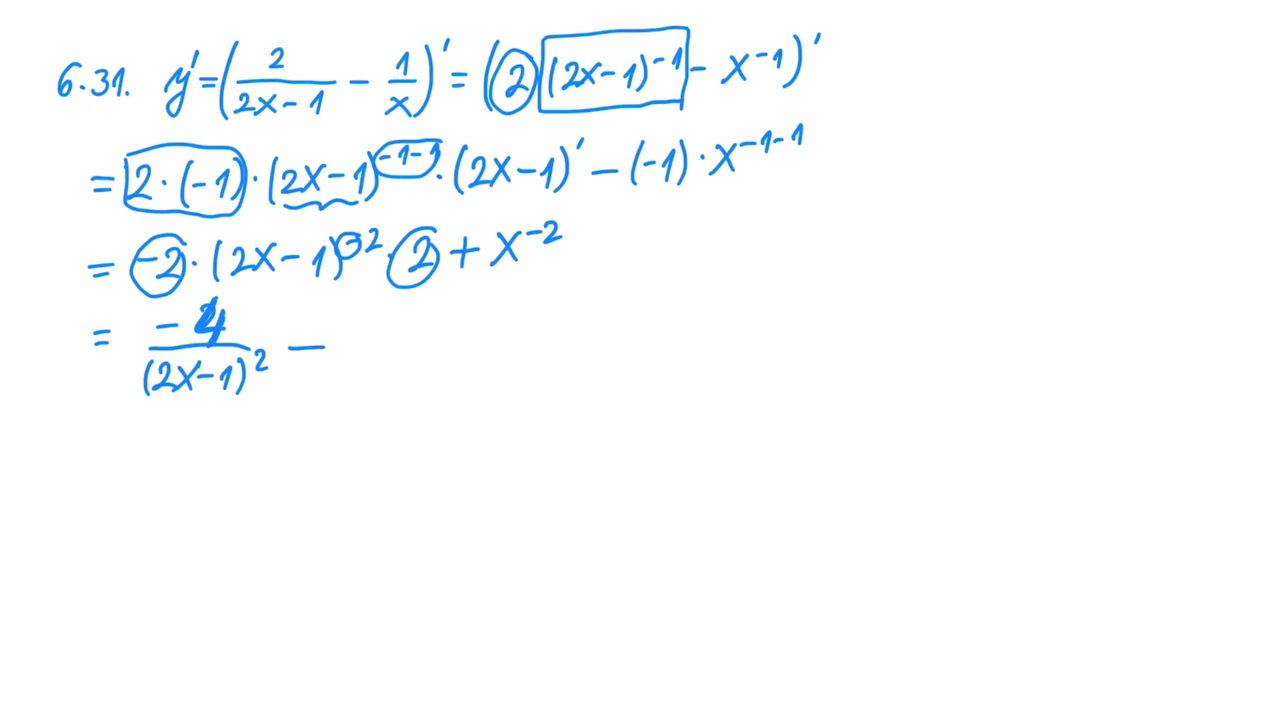 6.31. y' = (2/(2x-1) - 1/x)' = (2 (2x-1)^-1 - x^-1)'
= 2·(-1)·(2x-1)^-1-1·(2x-1)' - (-1)·x^-1-1
= -2·(2x-1)^-2·2 + x^-2
= -4/(2x-1)^2 -